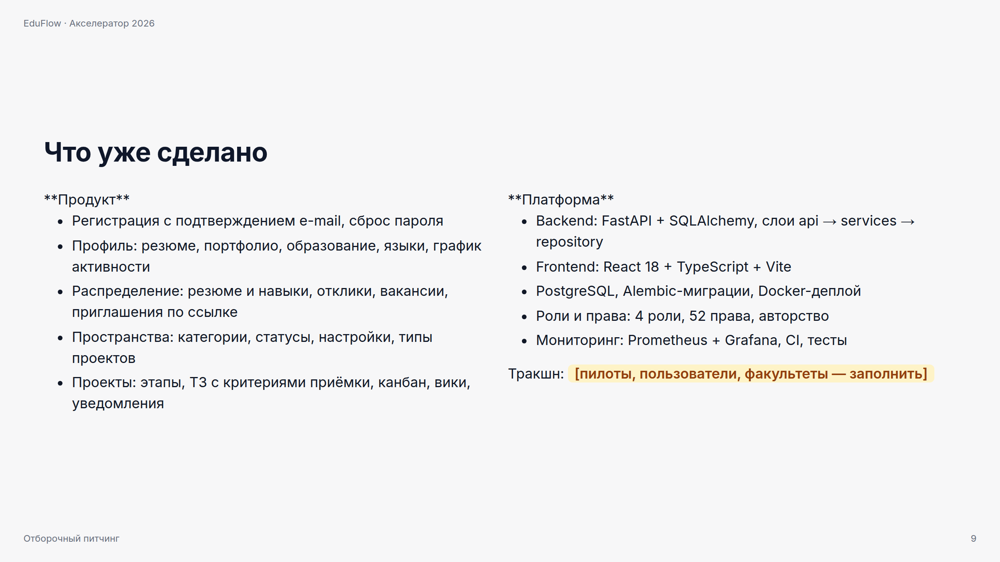 EduFlow · Акселератор 2026
Что уже сделано
**Продукт**
• Регистрация с подтверждением e-mail, сброс пароля
• Профиль: резюме, портфолио, образование, языки, график
активности
• Распределение: резюме и навыки, отклики, вакансии,
приглашения по ссылке
• Пространства: категории, статусы, настройки, типы
проектов
• Проекты: этапы, ТЗ с критериями приёмки, канбан, вики,
уведомления
**Платформа**
• Backend: FastAPI + SQLAlchemy, слои api → services →
repository
• Frontend: React 18 + TypeScript + Vite
• PostgreSQL, Alembic-миграции, Docker-деплой
• Роли и права: 4 роли, 52 права, авторство
• Мониторинг: Prometheus + Grafana, CI, тесты
Тракшн: [пилоты, пользователи, факультеты — заполнить]
Отборочный питчинг
9